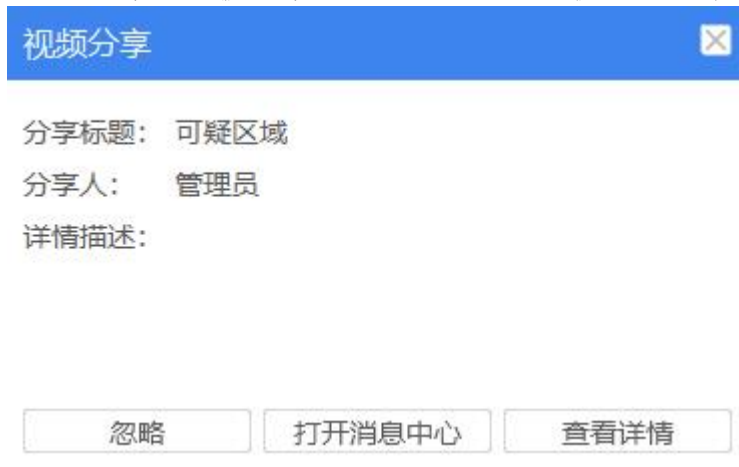 视频分享
分享标题： 可疑区域
分享人： 管理员
详情描述：
忽略 打开消息中心 查看详情